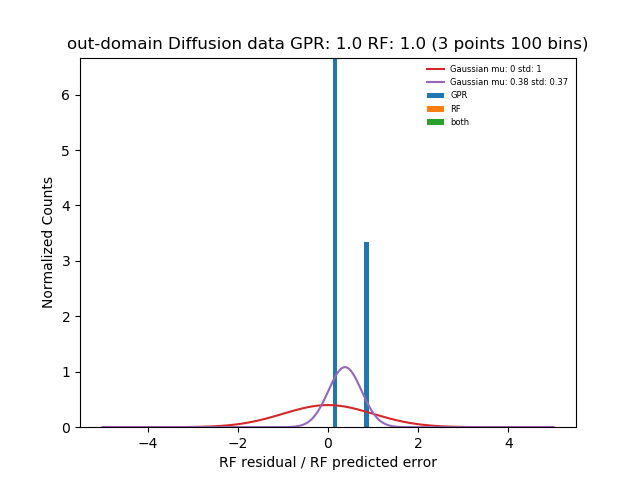 out-domain Diffusion data GPR: 1.0 RF: 1.0 (3 points 100 bins)
Gaussian mu: 0 std: 1
Gaussian mu: 0.38 std: 0.37
GPR
RF
both
Normalized Counts
6
5
4
3
2
1
0
−4
−2
0
2
4
RF residual / RF predicted error